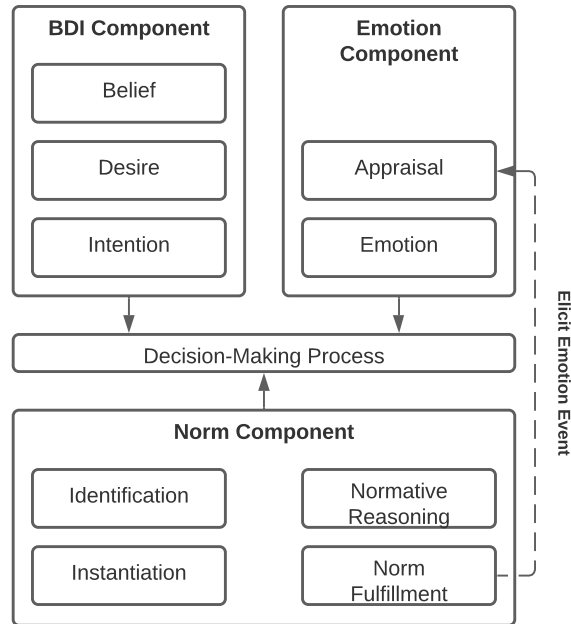 BDI Component
Belief
Desire
Intention
Emotion
Component
Appraisal
Emotion
Elicit Emotion Event
Decision-Making Process
Norm Component
Identification
Normative
Reasoning
Instantiation
Norm
Fulfillment